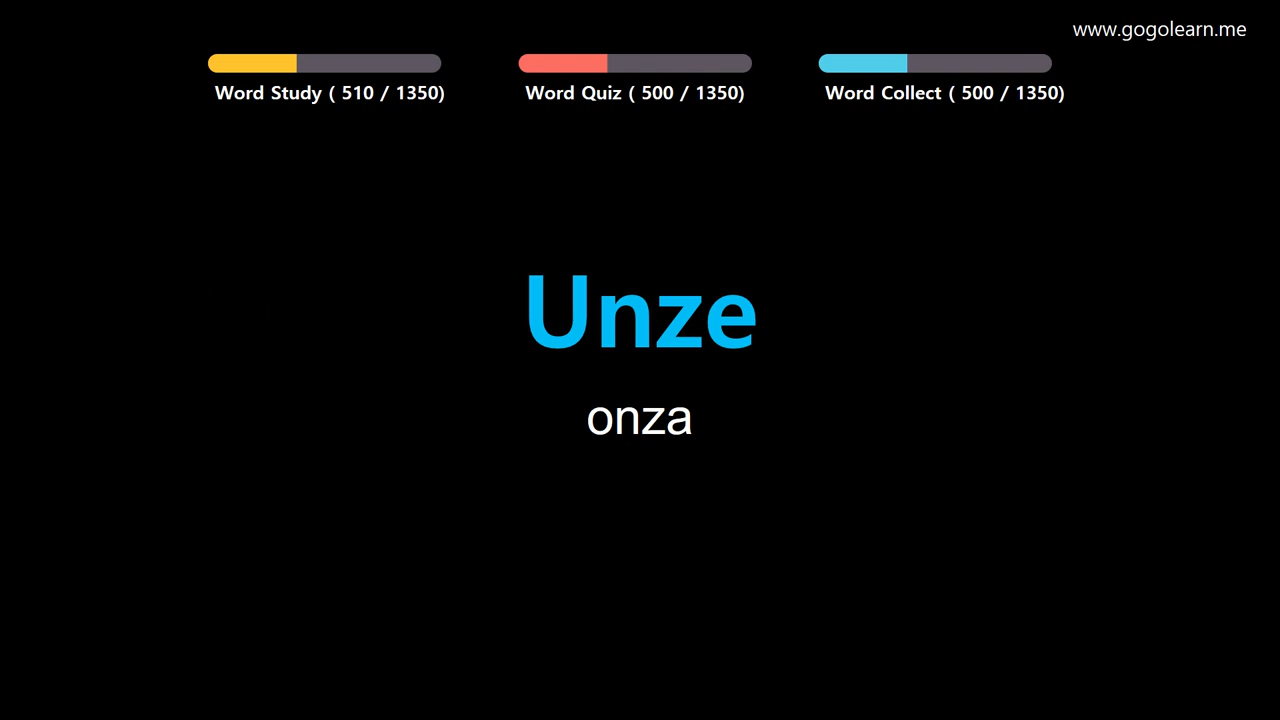 www.gogolearn.me
Word Study ( 510 / 1350)
Word Quiz ( 500 / 1350)
Word Collect ( 500 / 1350)
Unze
onza